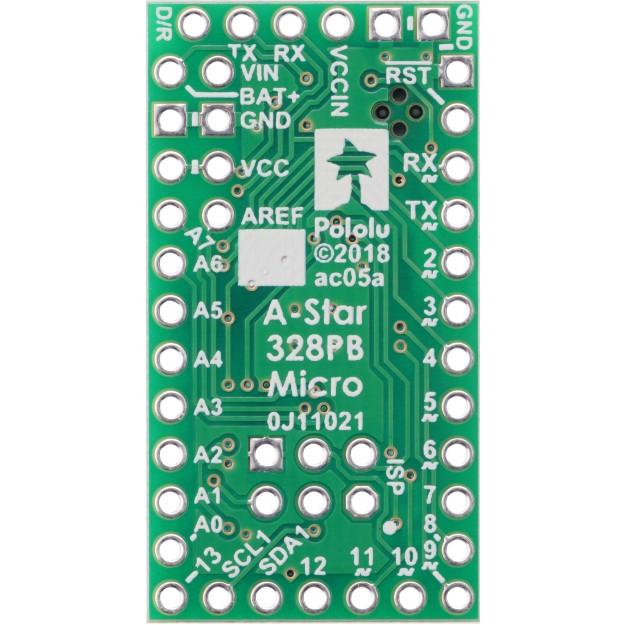 D/R
TX RX
VCCIN
GND
VIN
BAT+
GND
RST
VCC
RX
~
AREF
TX
~
A7
Pololu
©2018
ac05a
A6
2
~
A5
A-Star
328PB
Micro
0J11021
3
~
A4
4
A3
5
~
A2
ISP
6
~
A1
7
A0
8
13
SCL1
SDA1
12
11
~
10
~
9
~